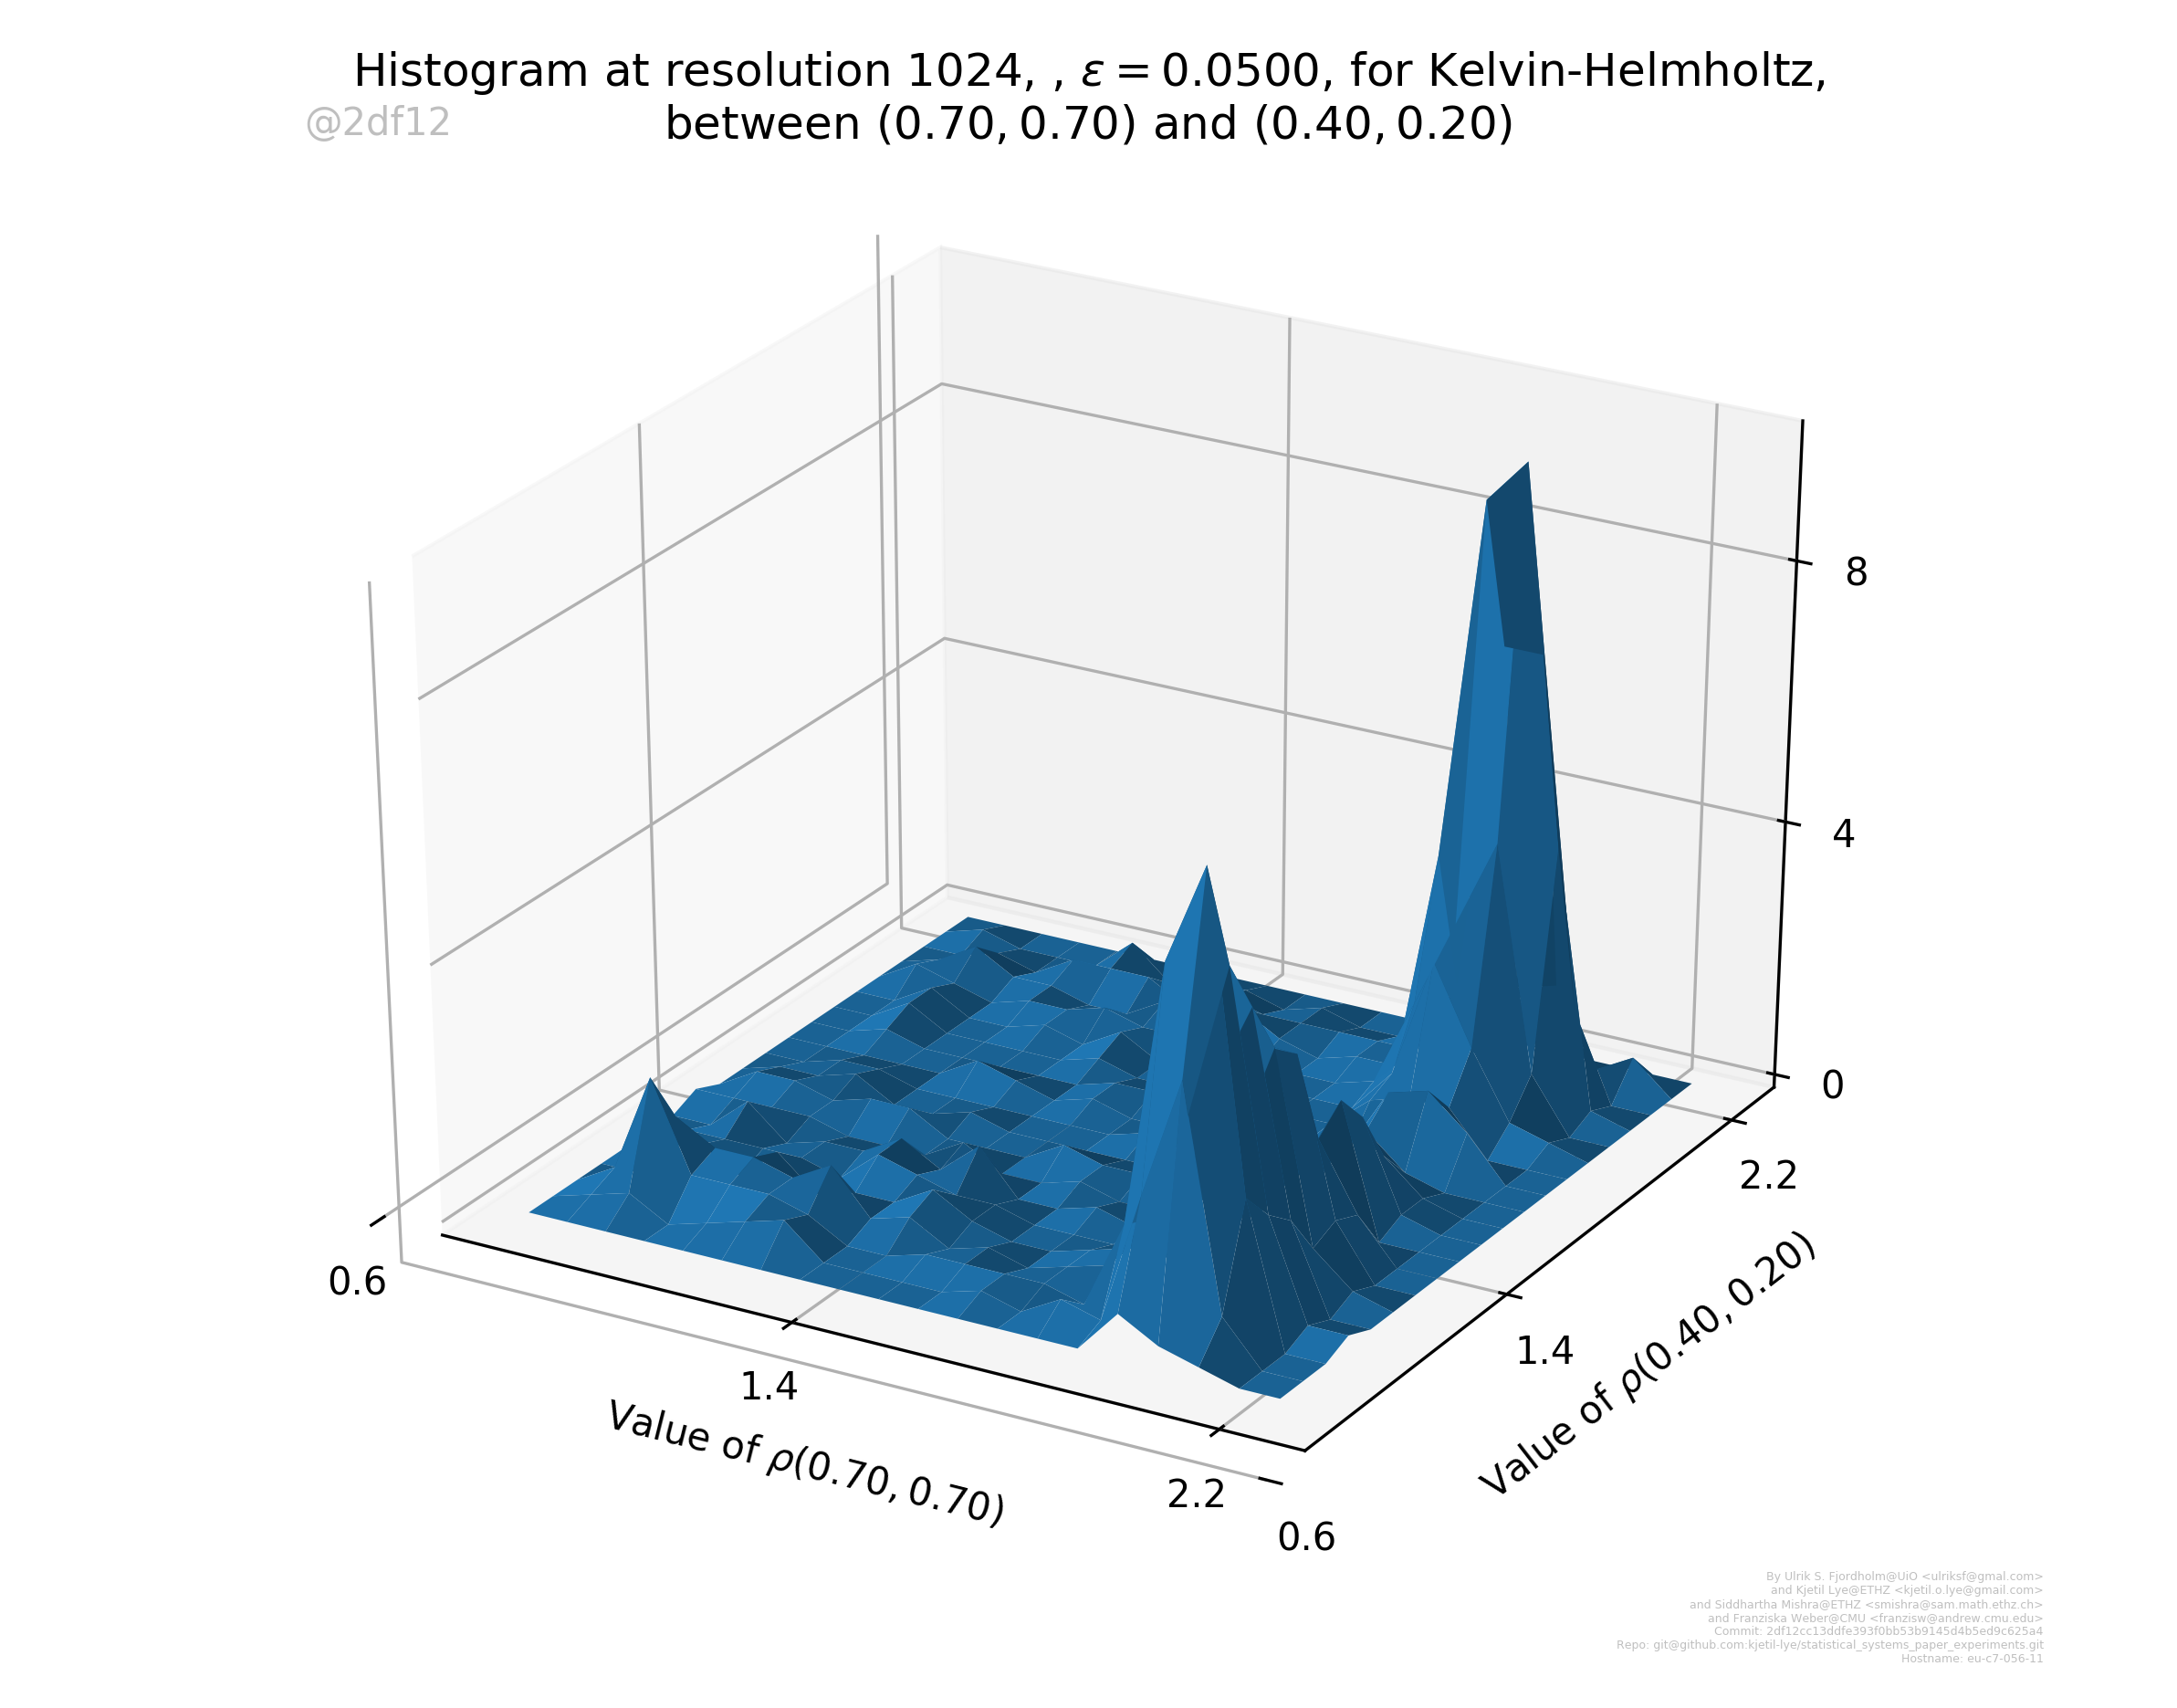 Histogram at resolution 1024, , ε = 0.0500, for Kelvin-Helmholtz,
@2df12
between (0.70, 0.70) and (0.40, 0.20)
8
4
0
2.2
1.4
0.6
0.6
1.4
2.2
Value of ρ(0.70, 0.70)
Value of ρ(0.40, 0.20)
By Ulrik S. Fjordholm@UiO <ulriksf@gmal.com>
and Kjetil Lye@ETHZ <kjetil.o.lye@gmail.com>
and Siddhartha Mishra@ETHZ <smishra@sam.math.ethz.ch>
and Franziska Weber@CMU <franzisw@andrew.cmu.edu>
Commit: 2df12cc13ddfe393f0bb53b9145d4b5ed9c625a4
Repo: git@github.com:kjetil-lye/statistical_systems_paper_experiments.git
Hostname: eu-c7-056-11